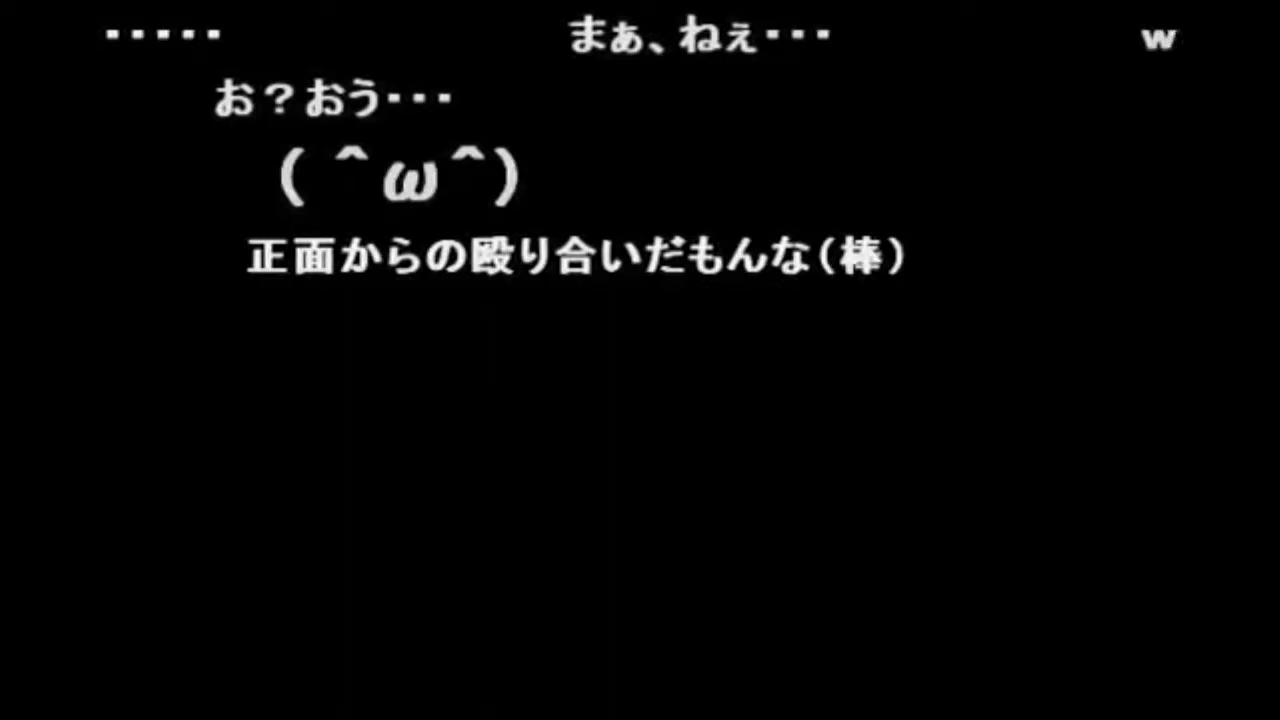 ・・・・・ まぁ、ねぇ・・・ w
お？おう・・・
( ＾ω＾)
正面からの殴り合いだもんな(棒)